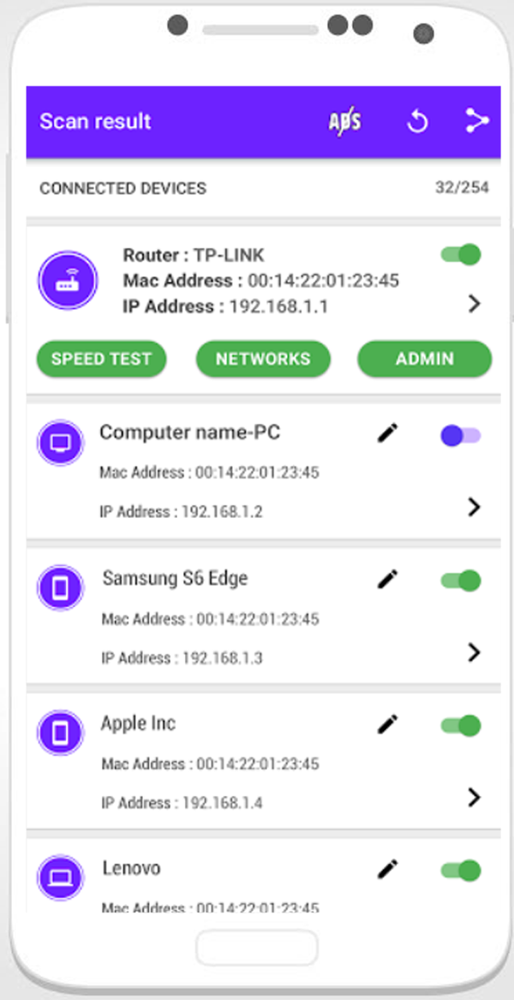 Scan result
ADS
CONNECTED DEVICES 32/254
Router : TP-LINK
Mac Address : 00:14:22:01:23:45
IP Address : 192.168.1.1
SPEED TEST NETWORKS ADMIN
Computer name-PC
Mac Address : 00:14:22:01:23:45
IP Address : 192.168.1.2
Samsung S6 Edge
Mac Address : 00:14:22:01:23:45
IP Address : 192.168.1.3
Apple Inc
Mac Address : 00:14:22:01:23:45
IP Address : 192.168.1.4
Lenovo
Mac Address : 00:14:22:01:23:45